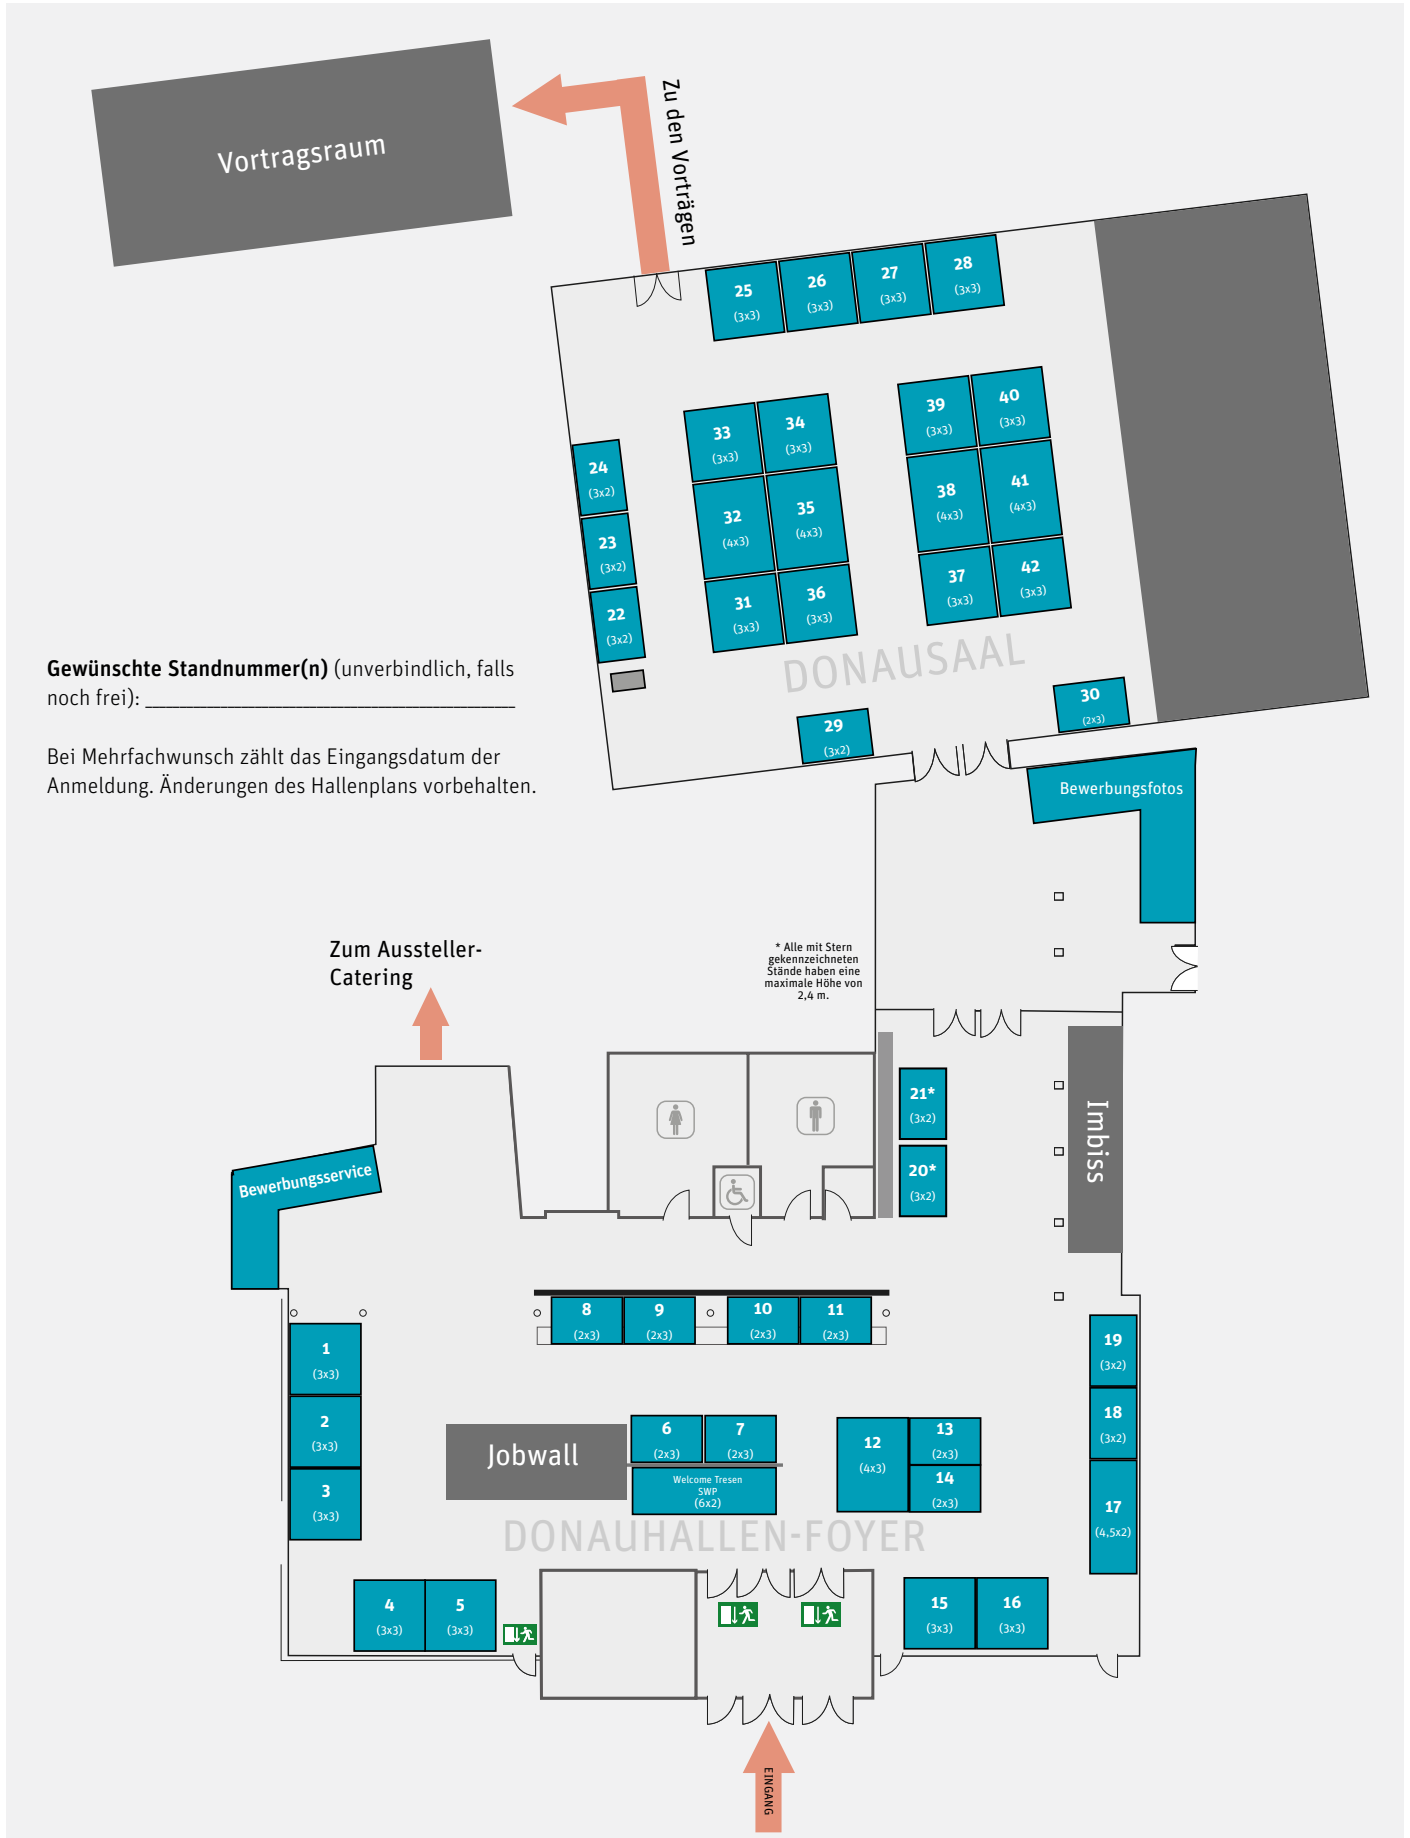 Vortragsraum
Zu den Vorträgen
25
(3x3)
26
(3x3)
27
(3x3)
28
(3x3)
33
(3x3)
34
(3x3)
39
(3x3)
40
(3x3)
24
(3x2)
32
(4x3)
35
(4x3)
38
(4x3)
41
(4x3)
23
(3x2)
31
(3x3)
36
(3x3)
37
(3x3)
42
(3x3)
22
(3x2)
DONAUSAAL
29
(3x2)
30
(2x3)
Gewünschte Standnummer(n) (unverbindlich, falls
noch frei): ____________________________________
Bei Mehrfachwunsch zählt das Eingangsdatum der
Anmeldung. Änderungen des Hallenplans vorbehalten.
Bewerbungsfotos
Zum Aussteller-
Catering
* Alle mit Stern
gekennzeichneten
Stände haben eine
maximale Höhe von
2,4 m.
21*
(3x2)
20*
(3x2)
Imbiss
Bewerbungsservice
8
(2x3)
9
(2x3)
10
(2x3)
11
(2x3)
1
(3x3)
2
(3x3)
3
(3x3)
19
(3x2)
18
(3x2)
17
(4,5x2)
Jobwall
6
(2x3)
7
(2x3)
Welcome Tresen
SWP
(6x2)
12
(4x3)
13
(2x3)
14
(2x3)
DONAUHALLEN-FOYER
4
(3x3)
5
(3x3)
15
(3x3)
16
(3x3)
EINGANG